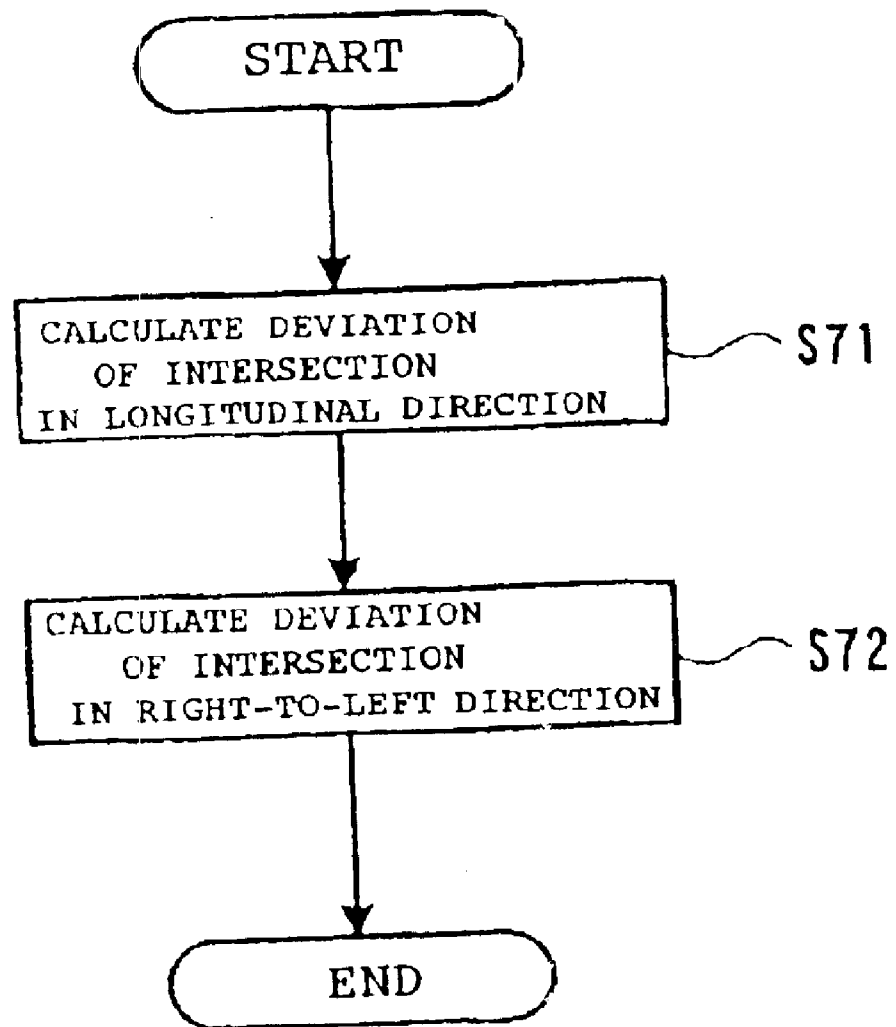 START
CALCULATE DEVIATION
OF INTERSECTION
IN LONGITUDINAL DIRECTION
S71
CALCULATE DEVIATION
OF INTERSECTION
IN RIGHT-TO-LEFT DIRECTION
S72
END